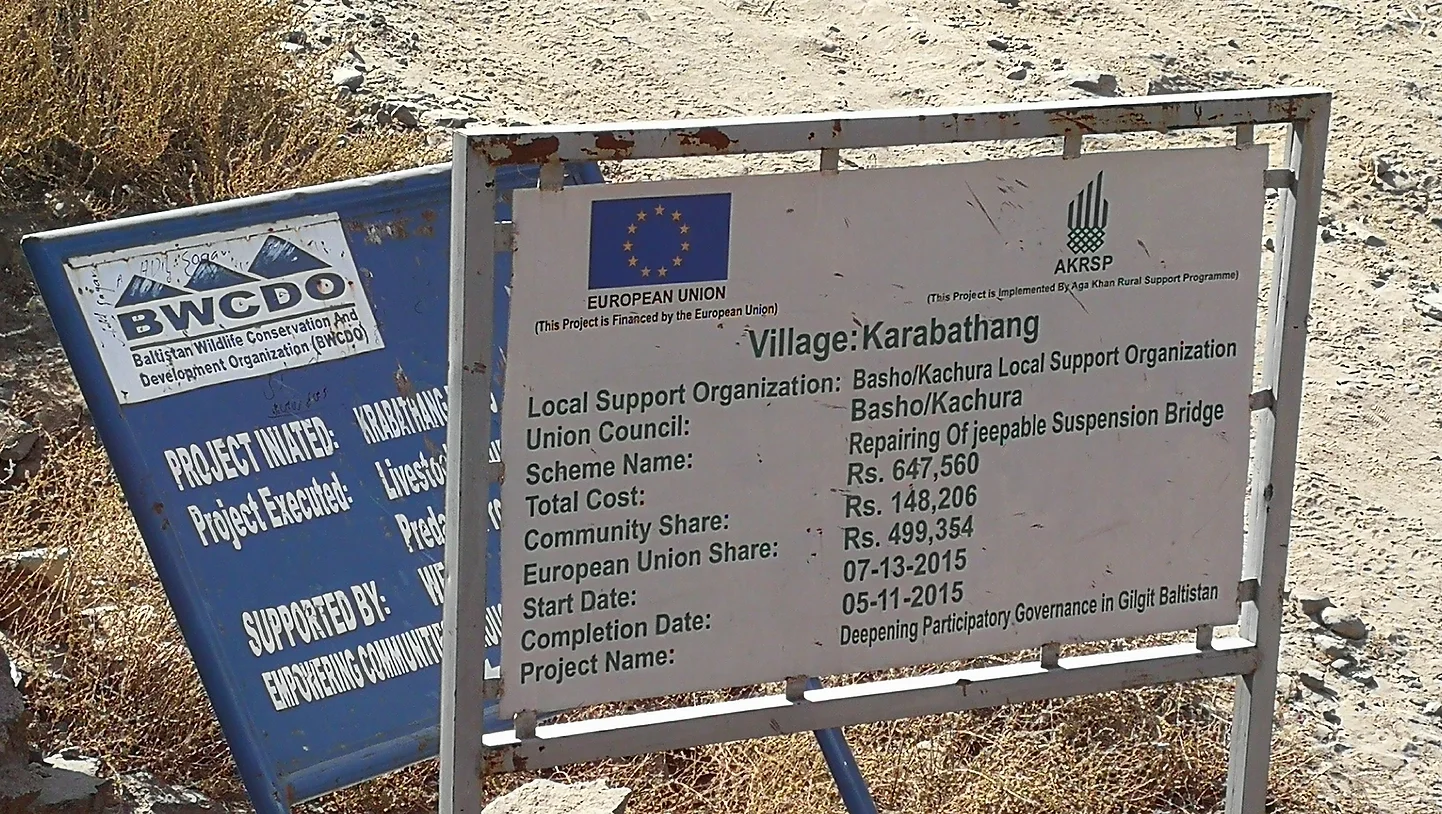 BWCDO
Baltistan Wildlife Conservation And
Development Organization (BWCDO)
PROJECT INIATED: KRABATHANG
Project Executed:
SUPPORTED BY:
EMPOWERING
EUROPEAN UNION
(This Project is Financed by the European Union)
AKRSP
(This Project is Implemented By Aga Khan Rural Support Programme)
Village: Karabathang
Local Support Organization: Basho/Kachura Local Support Organization
Union Council: Basho/Kachura
Scheme Name: Repairing Of jeepable Suspension Bridge
Total Cost: Rs. 647,560
Community Share: Rs. 148,206
European Union Share: Rs. 499,354
Start Date: 07-13-2015
Completion Date: 05-11-2015
Project Name: Deepening Participatory Governance in Gilgit Baltistan